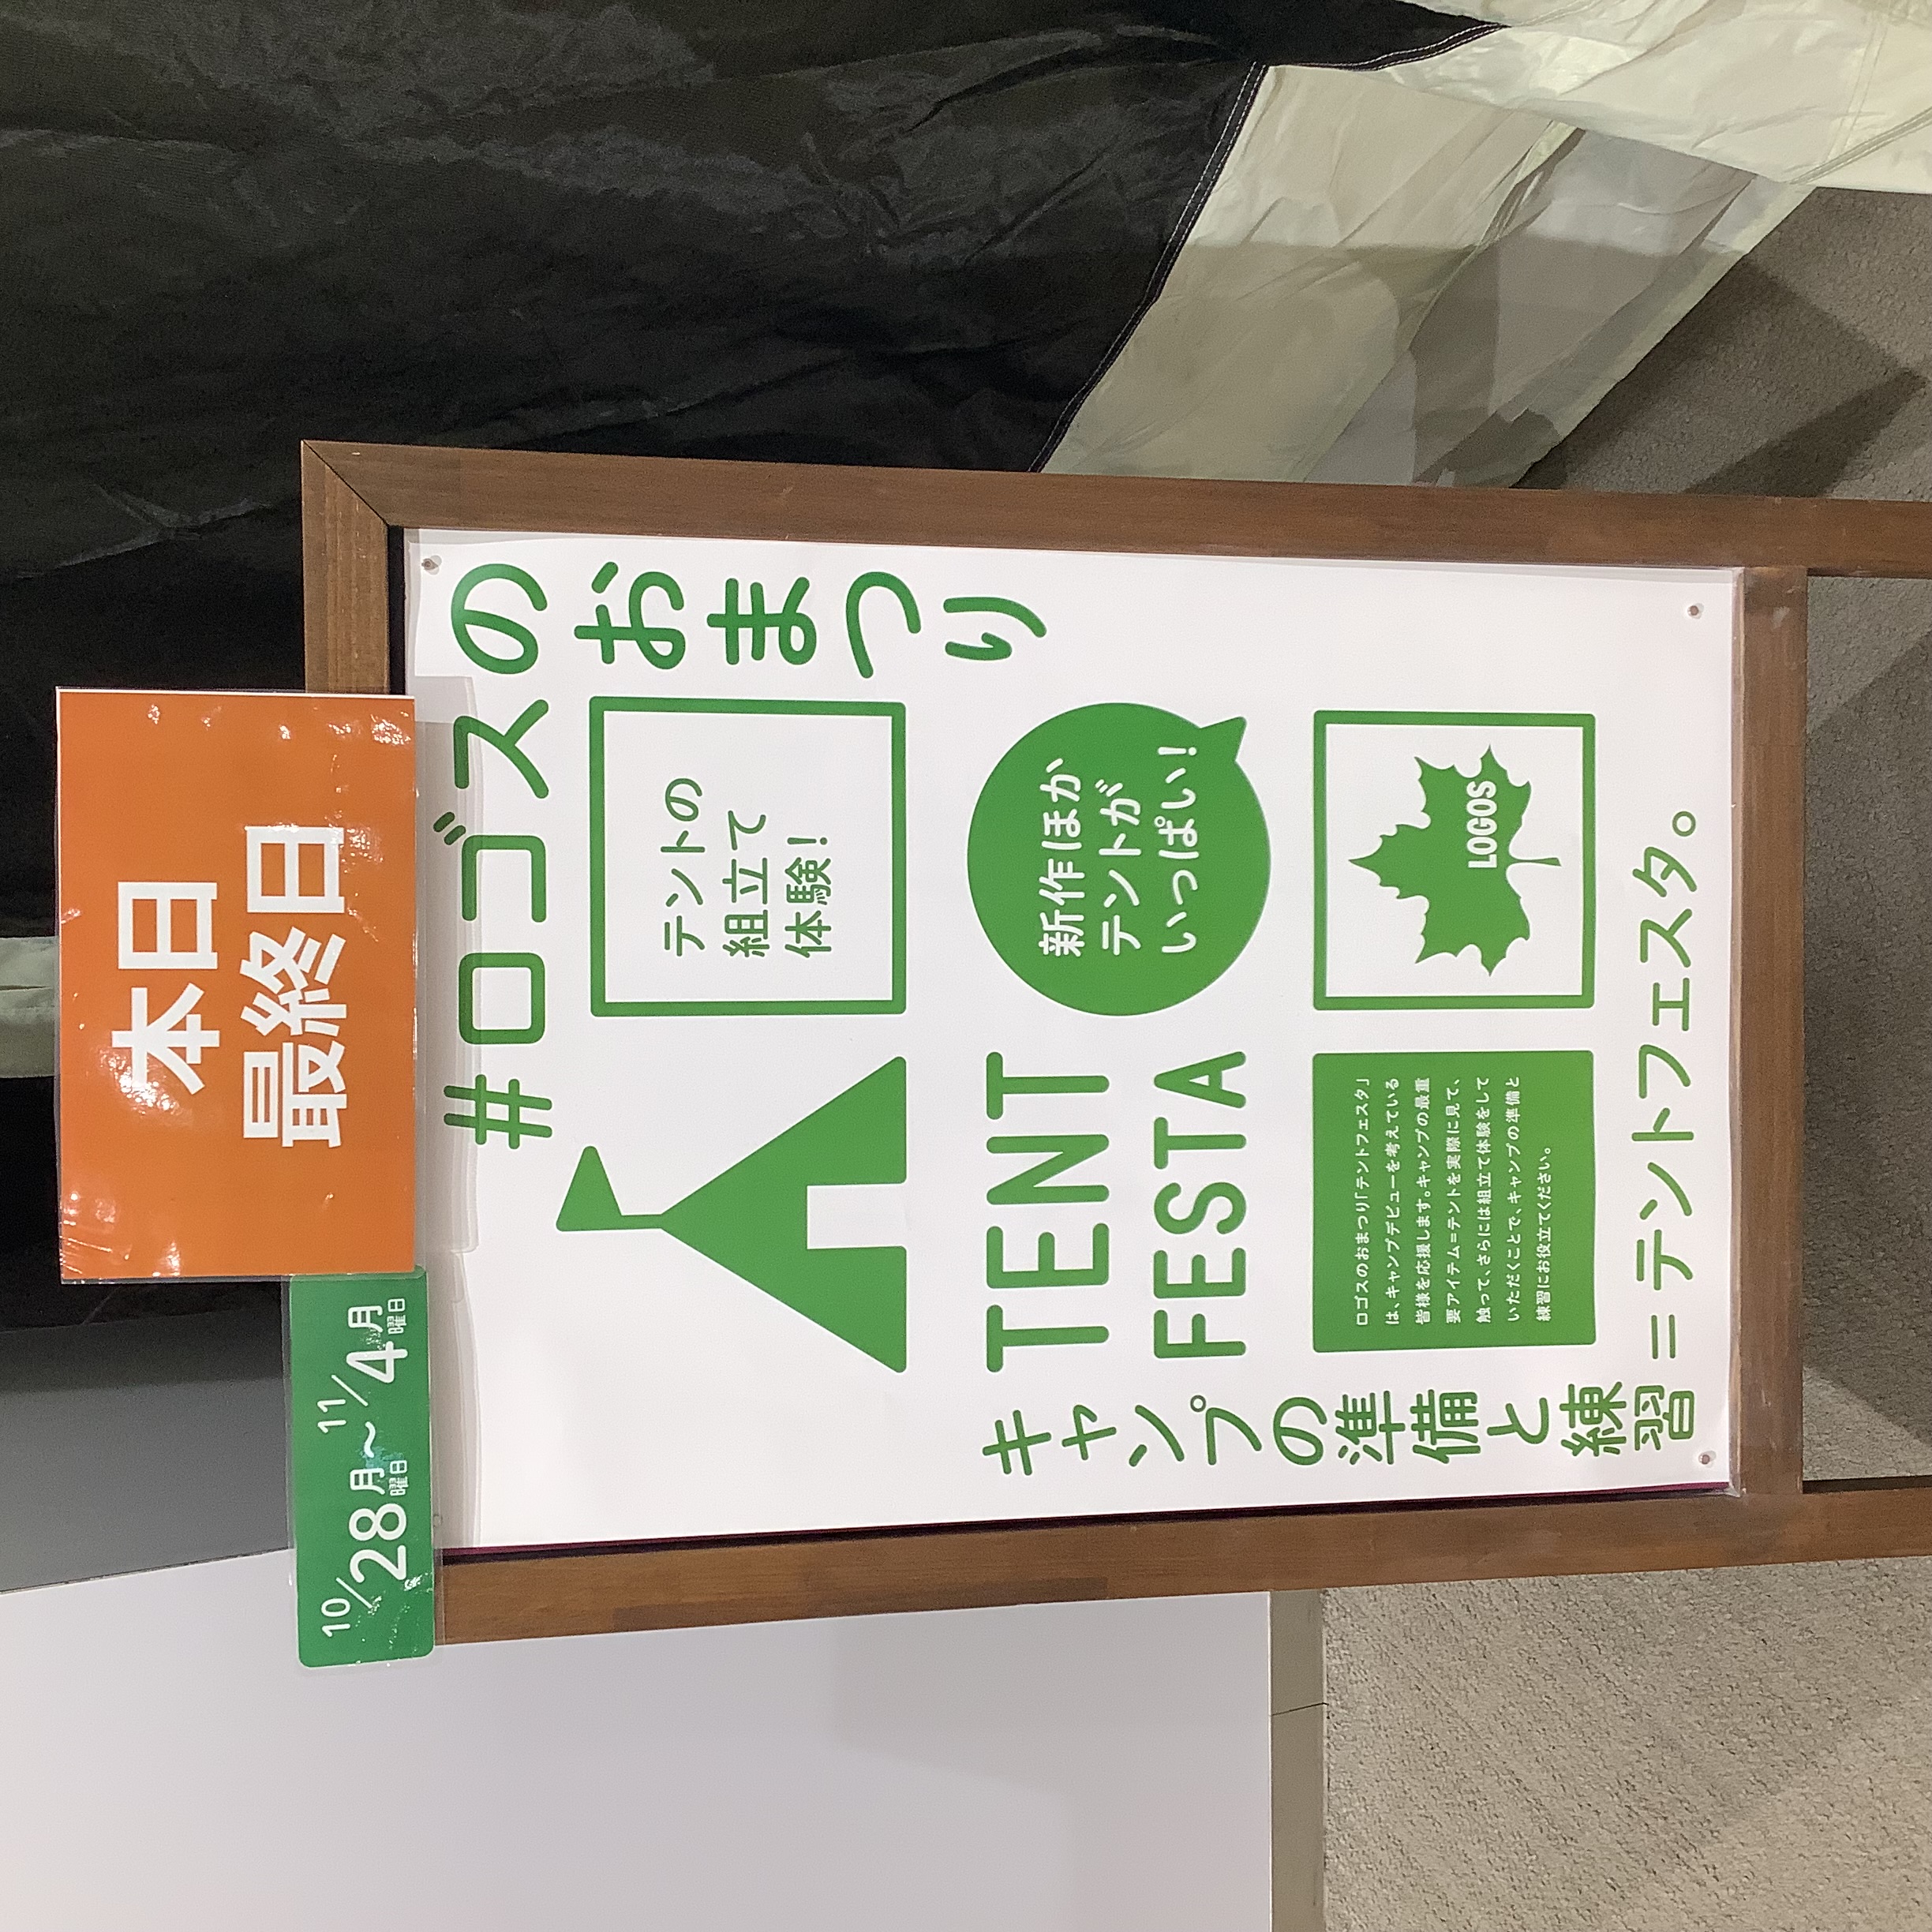 本日
最終日
10/28月曜日〜11/4月曜日
#ロゴスのおまつり
テントの
組立て
体験!
TENT
FESTA
新作ほか
テントが
いっぱい!
ロゴスのおまつり「テントフェスタ」
は、キャンプデビューを考えている
皆様を応援します。キャンプの最重
要アイテム=テントを実際に見て、
触って、さらには組立て体験をして
いただくことで、キャンプの準備と
練習にお役立てください。
LOGOS
キャンプの準備と練習=テントフェスタ。